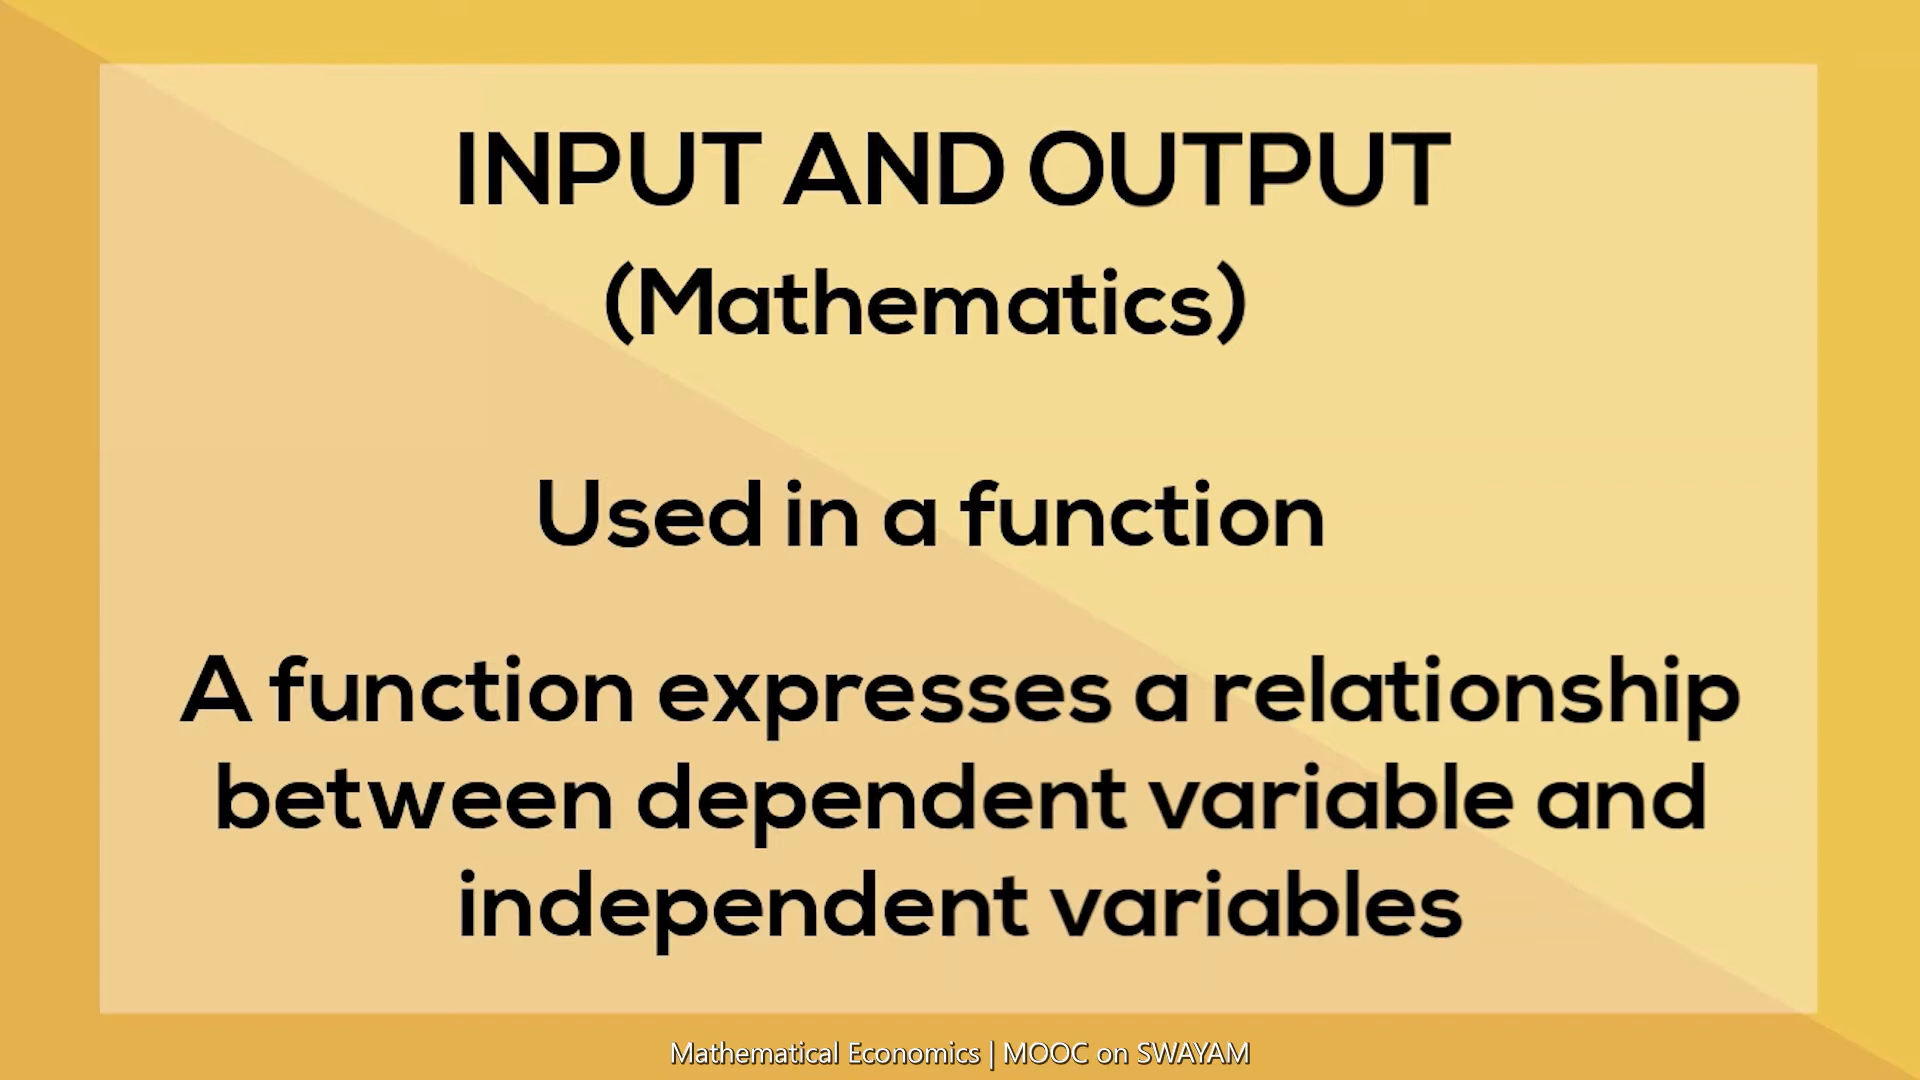 INPUT AND OUTPUT
(Mathematics)
Used in a function
A function expresses a relationship
between dependent variable and
independent variables
Mathematical Economics | MOOC on SWAYAM